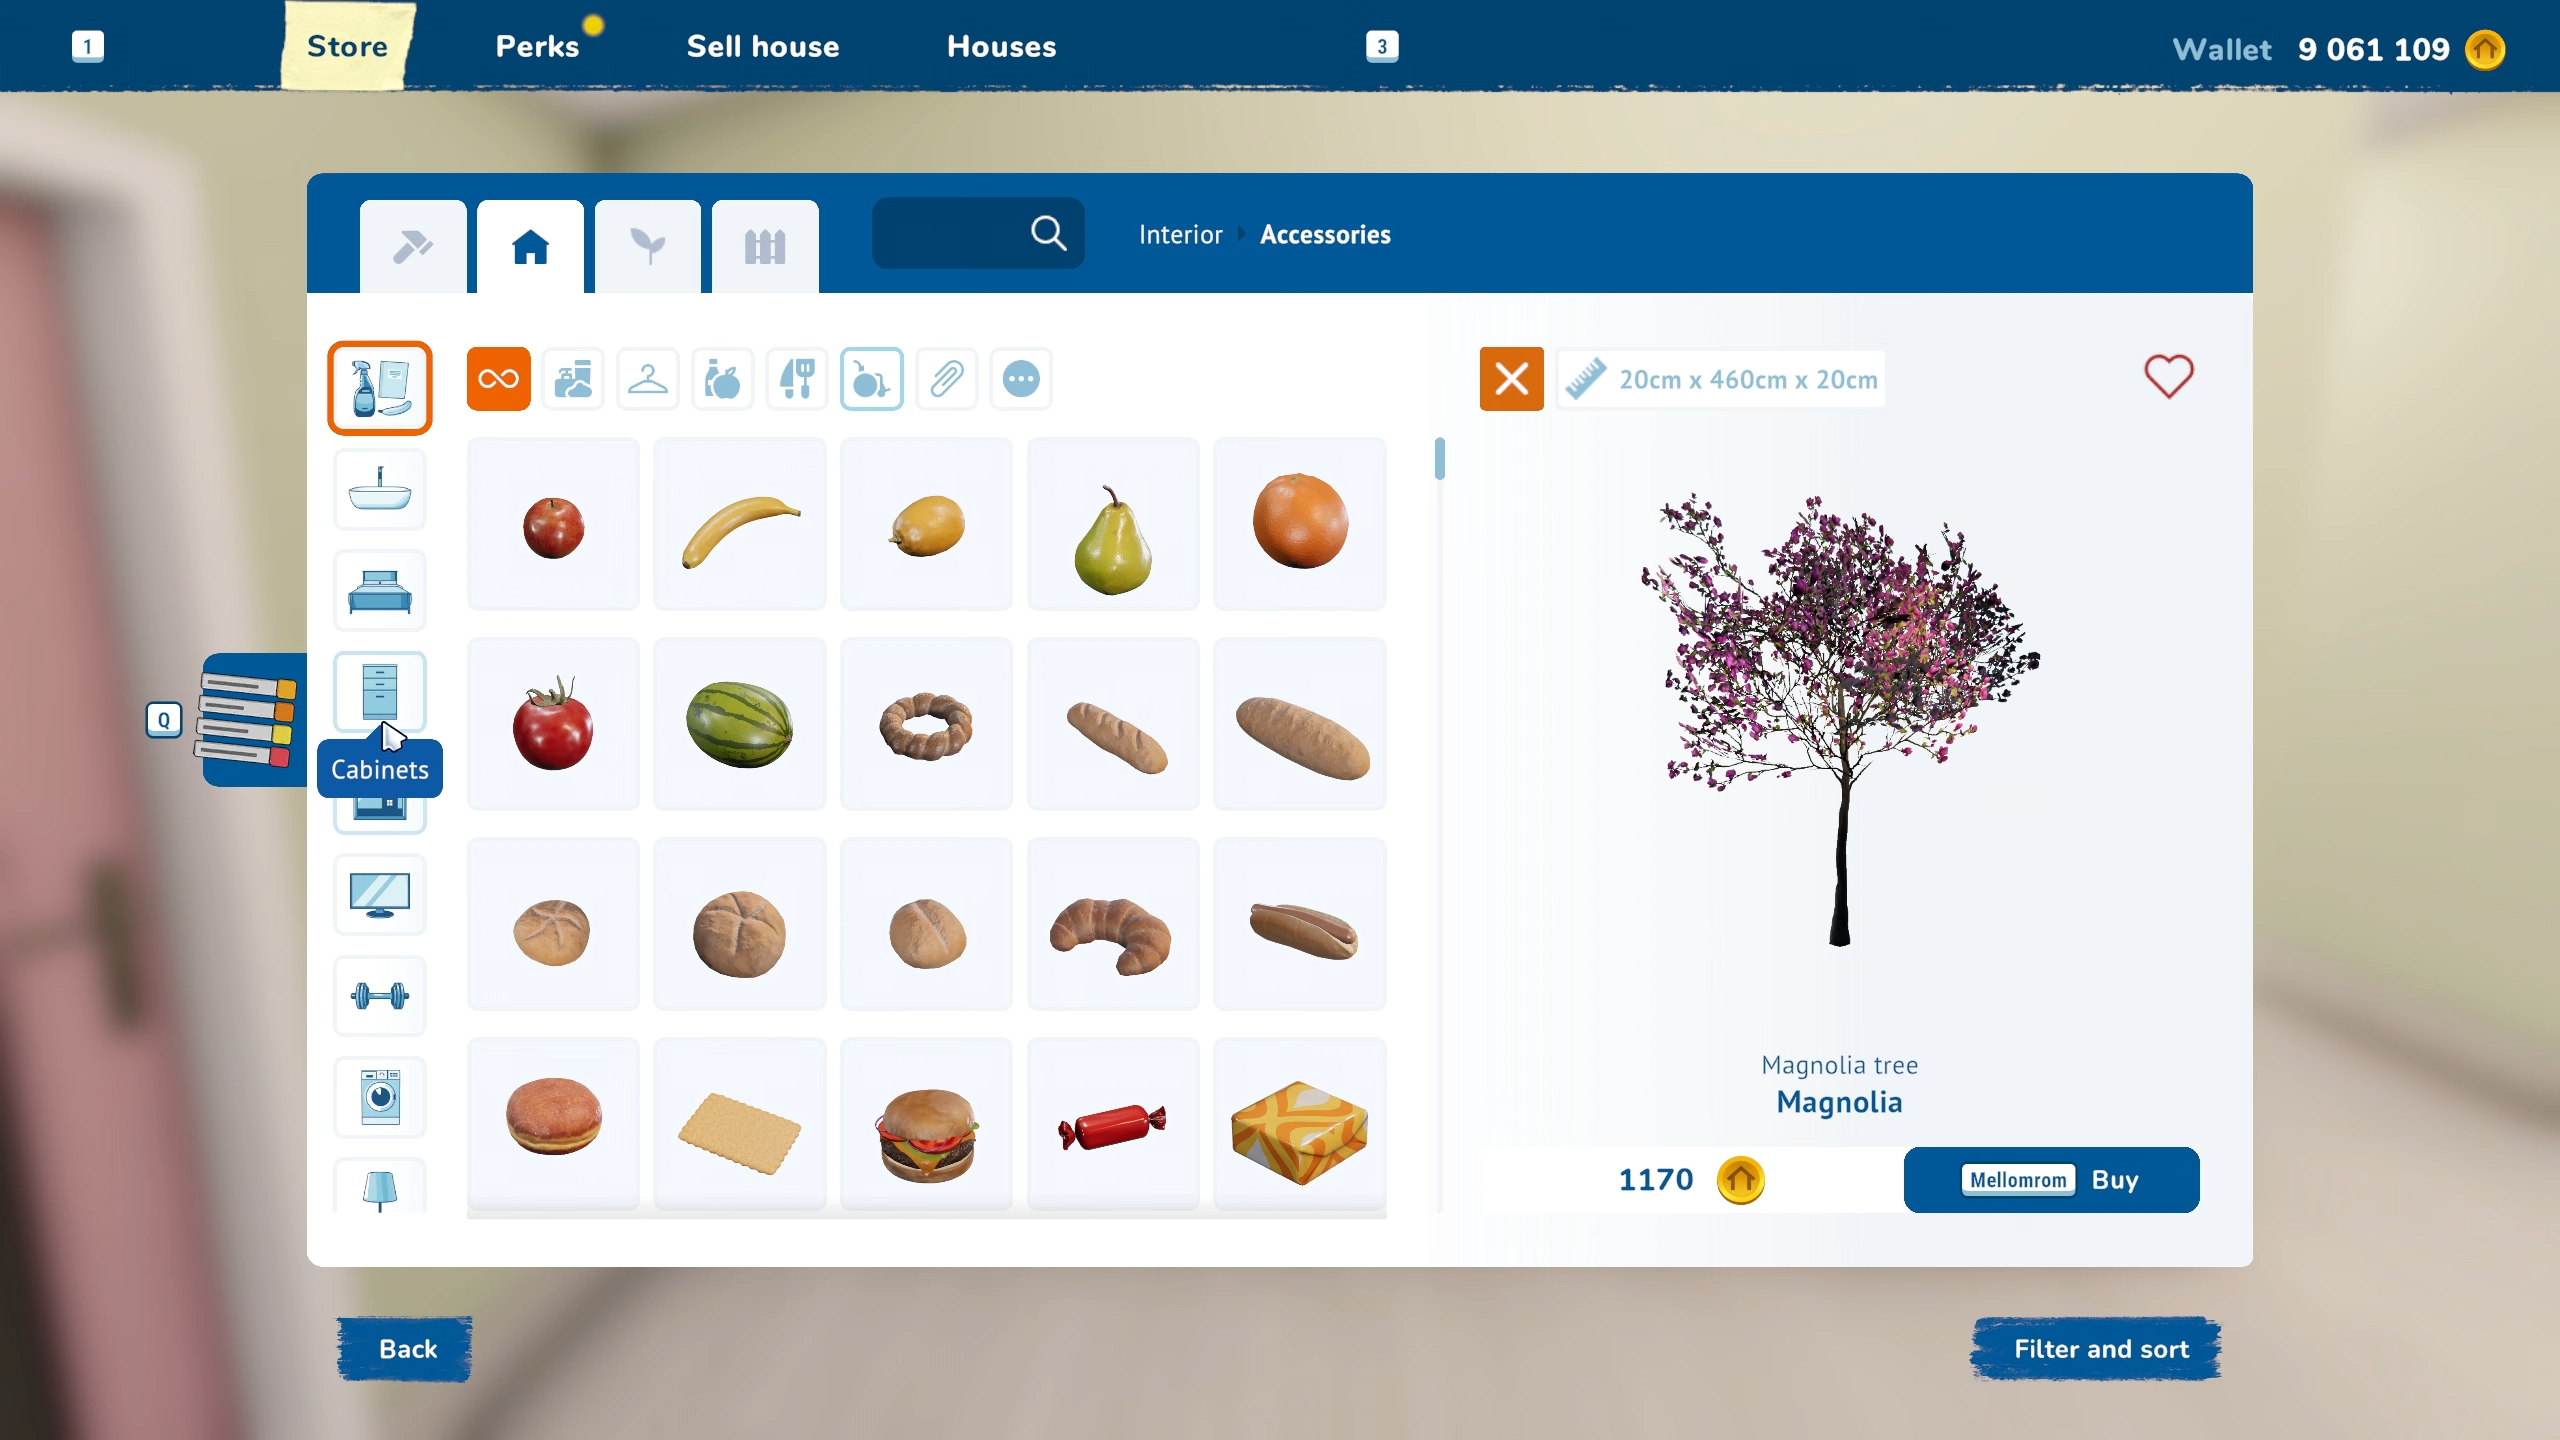 1
Store
Perks
Sell house
Houses
3
Wallet 9 061 109
Interior
Accessories
20cm x 460cm x 20cm
Q
Cabinets
Magnolia tree
Magnolia
1170
Mellomrom Buy
Back
Filter and sort